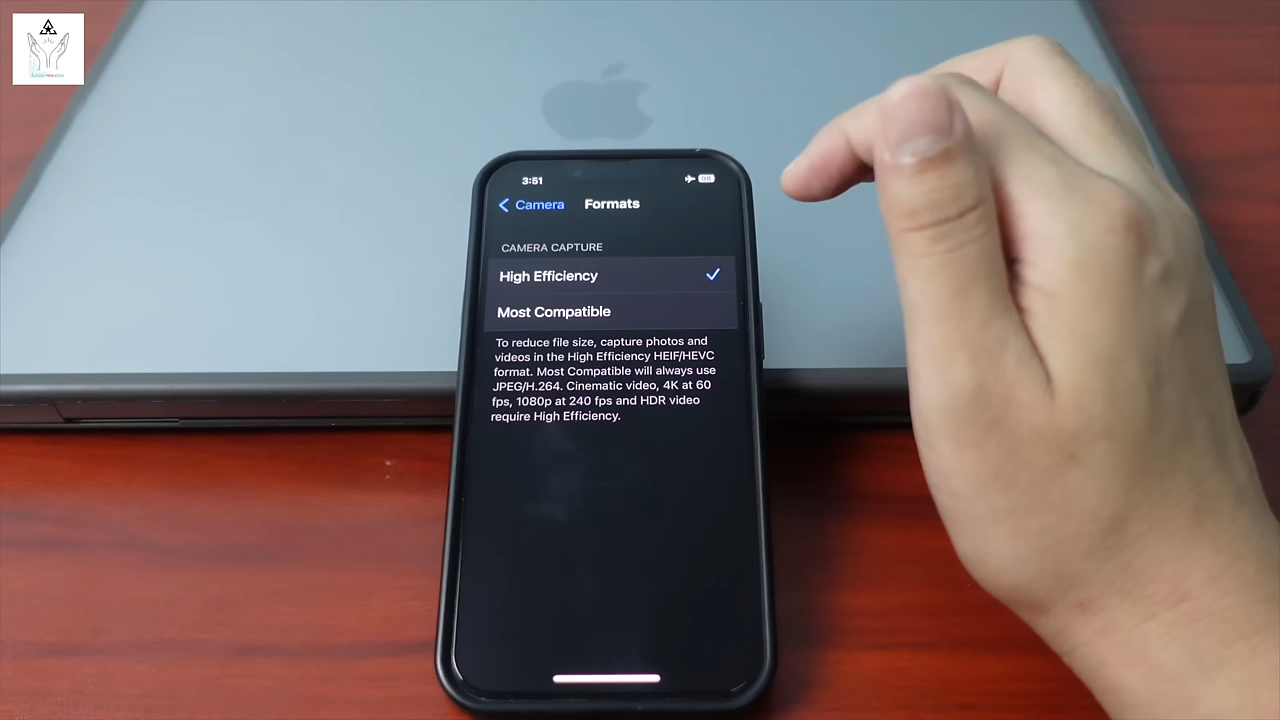 3:51
98
Camera
Formats
CAMERA CAPTURE
High Efficiency
Most Compatible
To reduce file size, capture photos and
videos in the High Efficiency HEIF/HEVC
format. Most Compatible will always use
JPEG/H.264. Cinematic video, 4K at 60
fps, 1080p at 240 fps and HDR video
require High Efficiency.